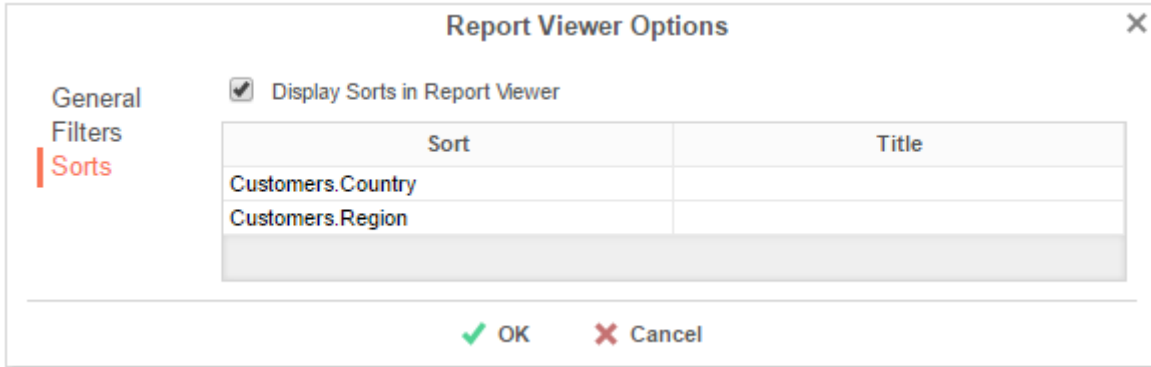 Report Viewer Options
General
Filters
Sorts
Display Sorts in Report Viewer
Sort Title
Customers.Country
Customers.Region
OK Cancel